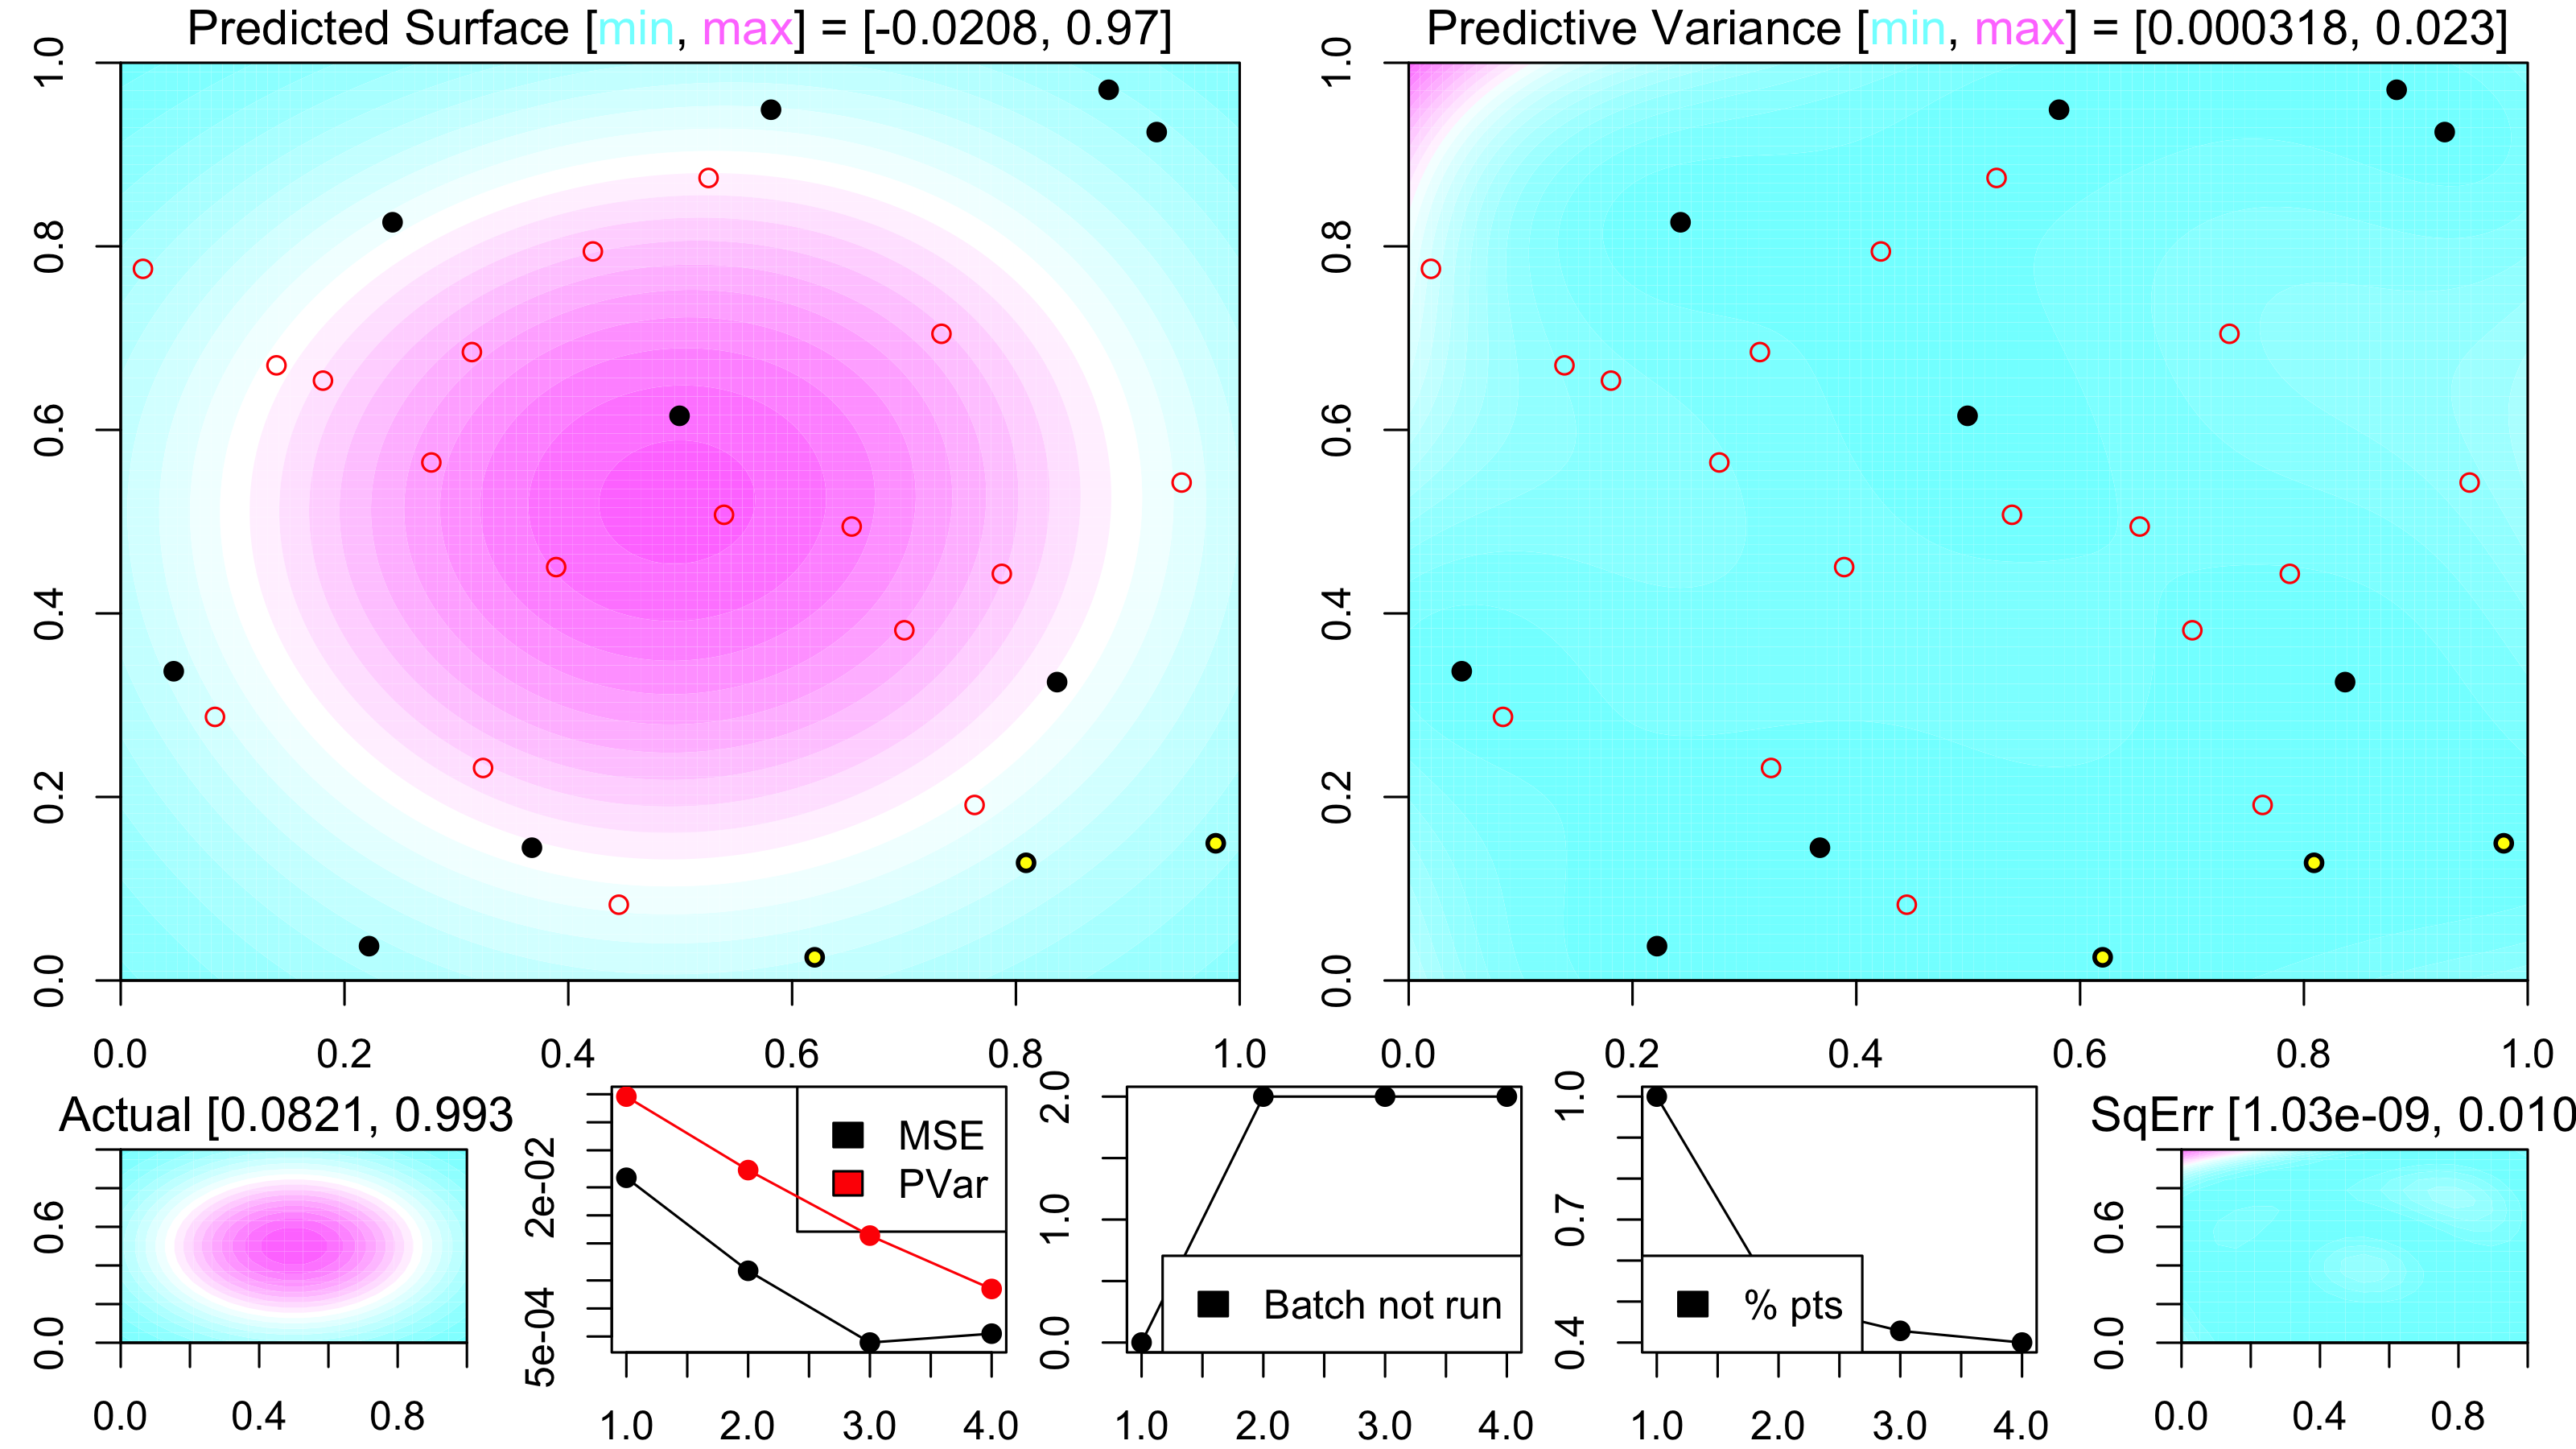 Predicted Surface [min, max] = [-0.0208, 0.97]
Predictive Variance [min, max] = [0.000318, 0.023]
1.0
0.8
0.6
0.4
0.2
0.0
0.0 0.2 0.4 0.6 0.8 1.0
1.0
0.8
0.6
0.4
0.2
0.0
0.0 0.2 0.4 0.6 0.8 1.0
Actual [0.0821, 0.993
0.6
0.0
0.0 0.4 0.8
2e-02
5e-04
MSE
PVar
1.0 2.0 3.0 4.0
0.0
2.0
1.0
0.0
Batch not run
1.0 2.0 3.0 4.0
1.0
0.7
0.4
% pts
1.0 2.0 3.0 4.0
SqErr [1.03e-09, 0.010
0.6
0.0
0.0 0.4 0.8